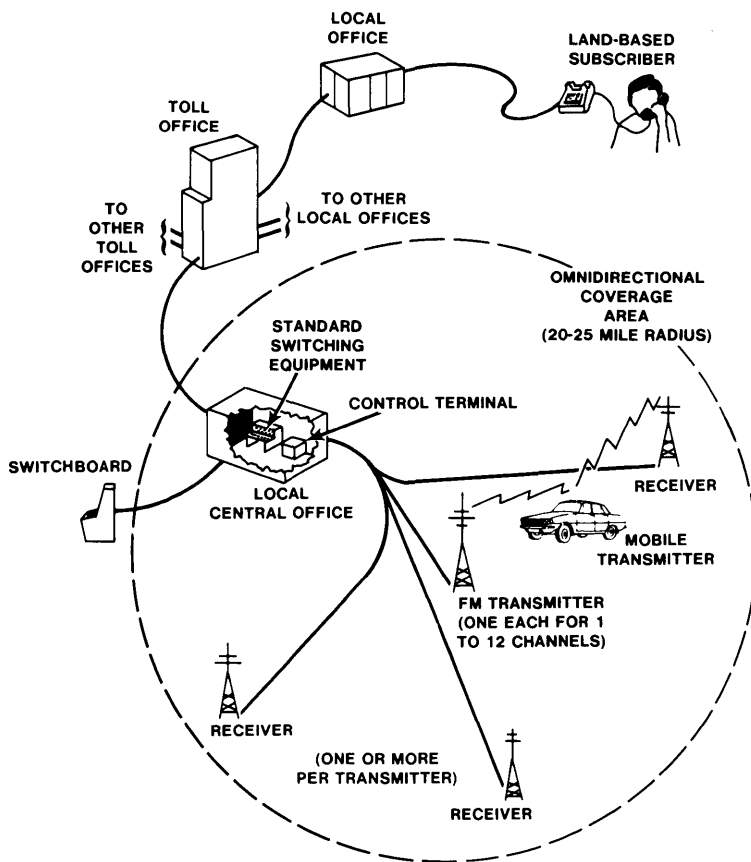 LOCAL
OFFICE
LAND-BASED
SUBSCRIBER
TOLL
OFFICE
TO
OTHER
TOLL
OFFICES
TO OTHER
LOCAL OFFICES
OMNIDIRECTIONAL
COVERAGE
AREA
(20-25 MILE RADIUS)
STANDARD
SWITCHING
EQUIPMENT
CONTROL TERMINAL
SWITCHBOARD
LOCAL
CENTRAL OFFICE
RECEIVER
MOBILE
TRANSMITTER
FM TRANSMITTER
(ONE EACH FOR 1
TO 12 CHANNELS)
RECEIVER
(ONE OR MORE
PER TRANSMITTER)
RECEIVER